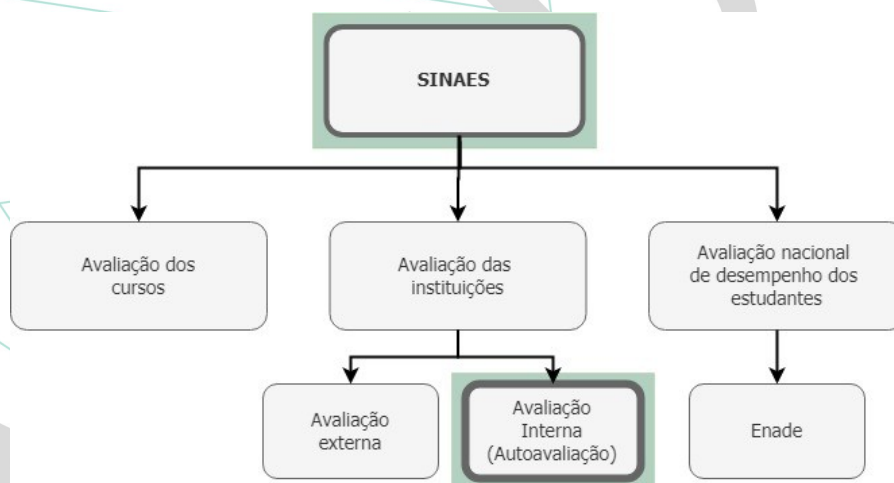 SINAES
Avaliação dos
cursos
Avaliação das
instituições
Avaliação nacional
de desempenho dos
estudantes
Avaliação
externa
Avaliação
Interna
(Autoavaliação)
Enade